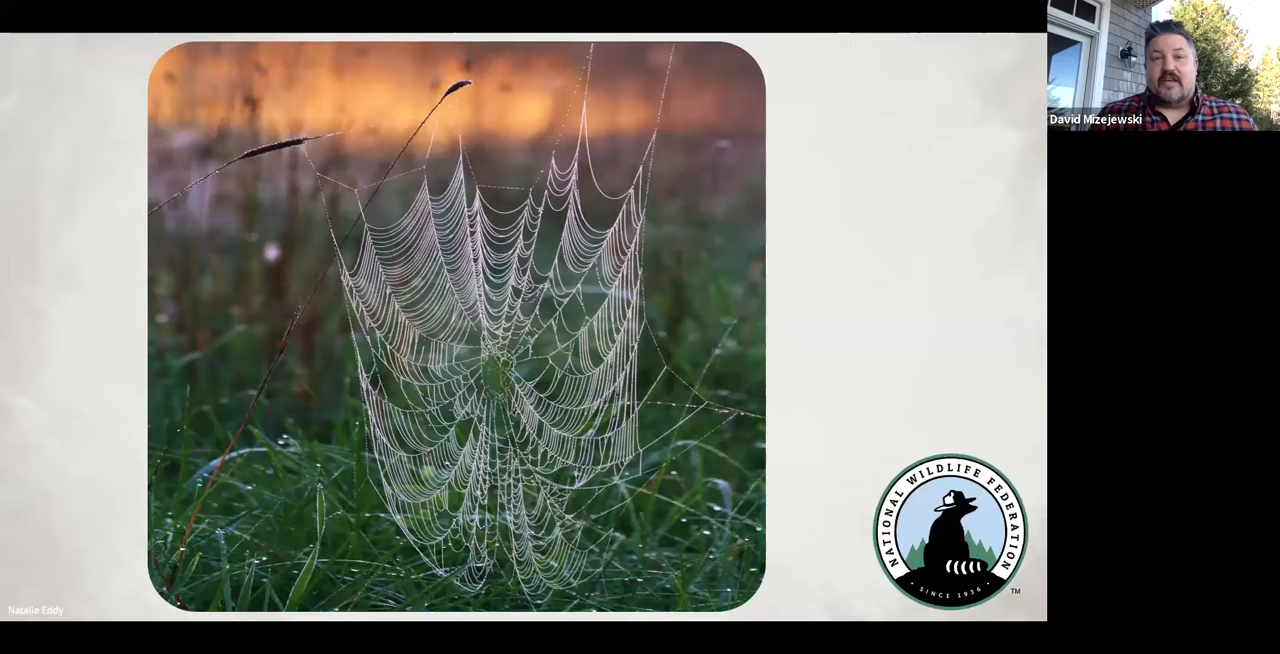 David Mizejewski
NATIONAL WILDLIFE FEDERATION
• SINCE 1936 •
TM
Natalie Eddy